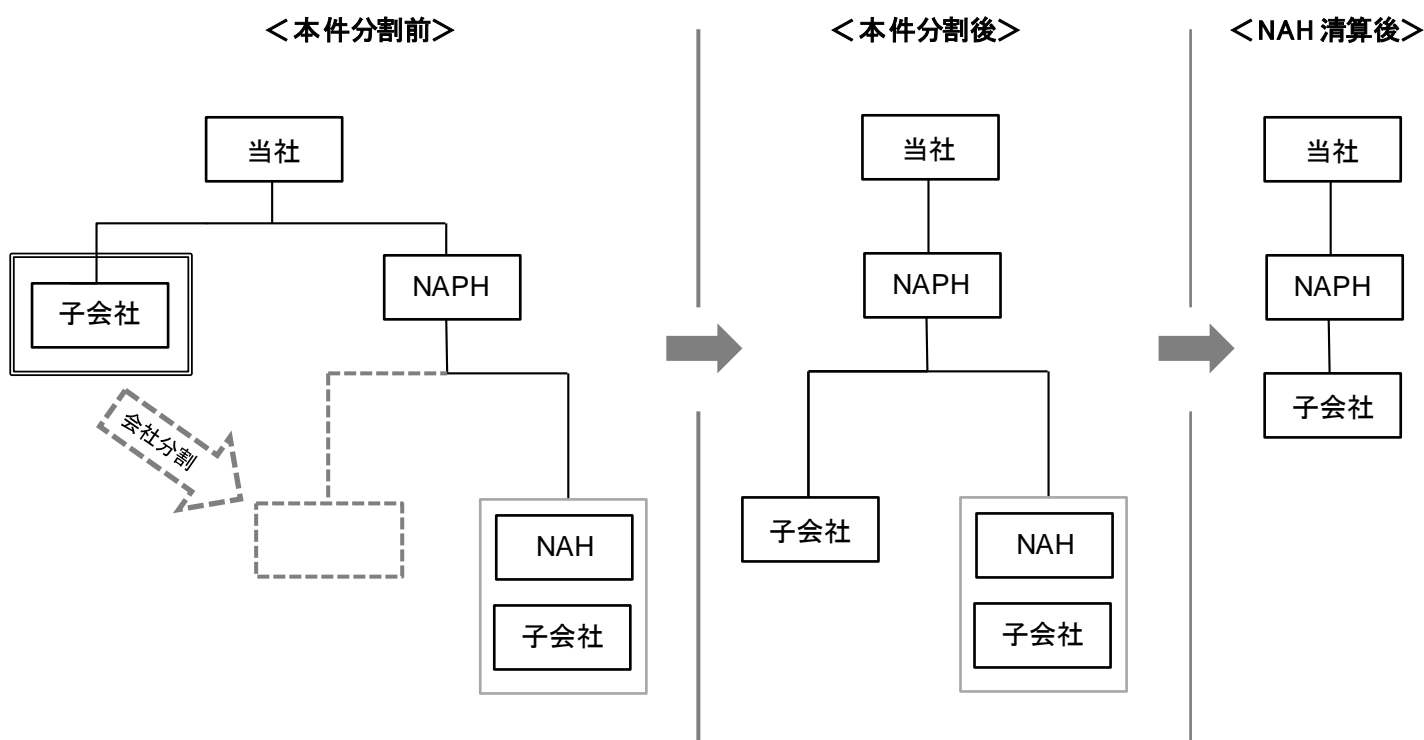 ＜本件分割前＞
当社
子会社
NAPH
会社分割
NAH
子会社
＜本件分割後＞
当社
NAPH
子会社
NAH
子会社
＜NAH 清算後＞
当社
NAPH
子会社